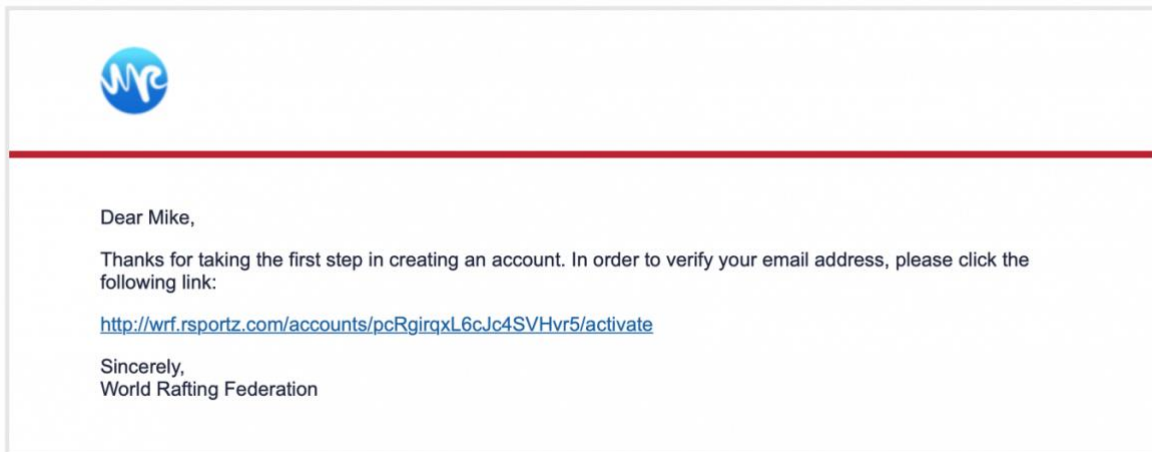 Dear Mike,
Thanks for taking the first step in creating an account. In order to verify your email address, please click the
following link:
http://wrf.rsportz.com/accounts/pcRgirqxL6cJc4SVHvr5/activate
Sincerely,
World Rafting Federation